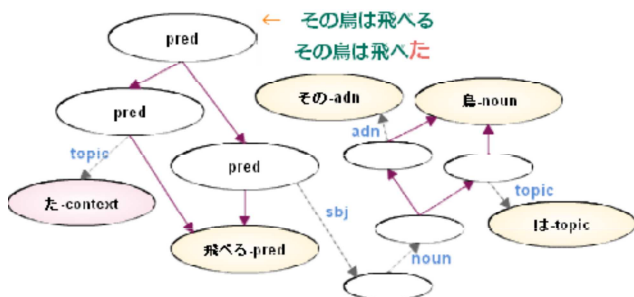 ← その鳥は飛べる
その鳥は飛べた
pred
pred
topic
た-context
pred
飛べる-pred
sbj
その-adn
鳥-noun
adn
topic
は-topic
noun